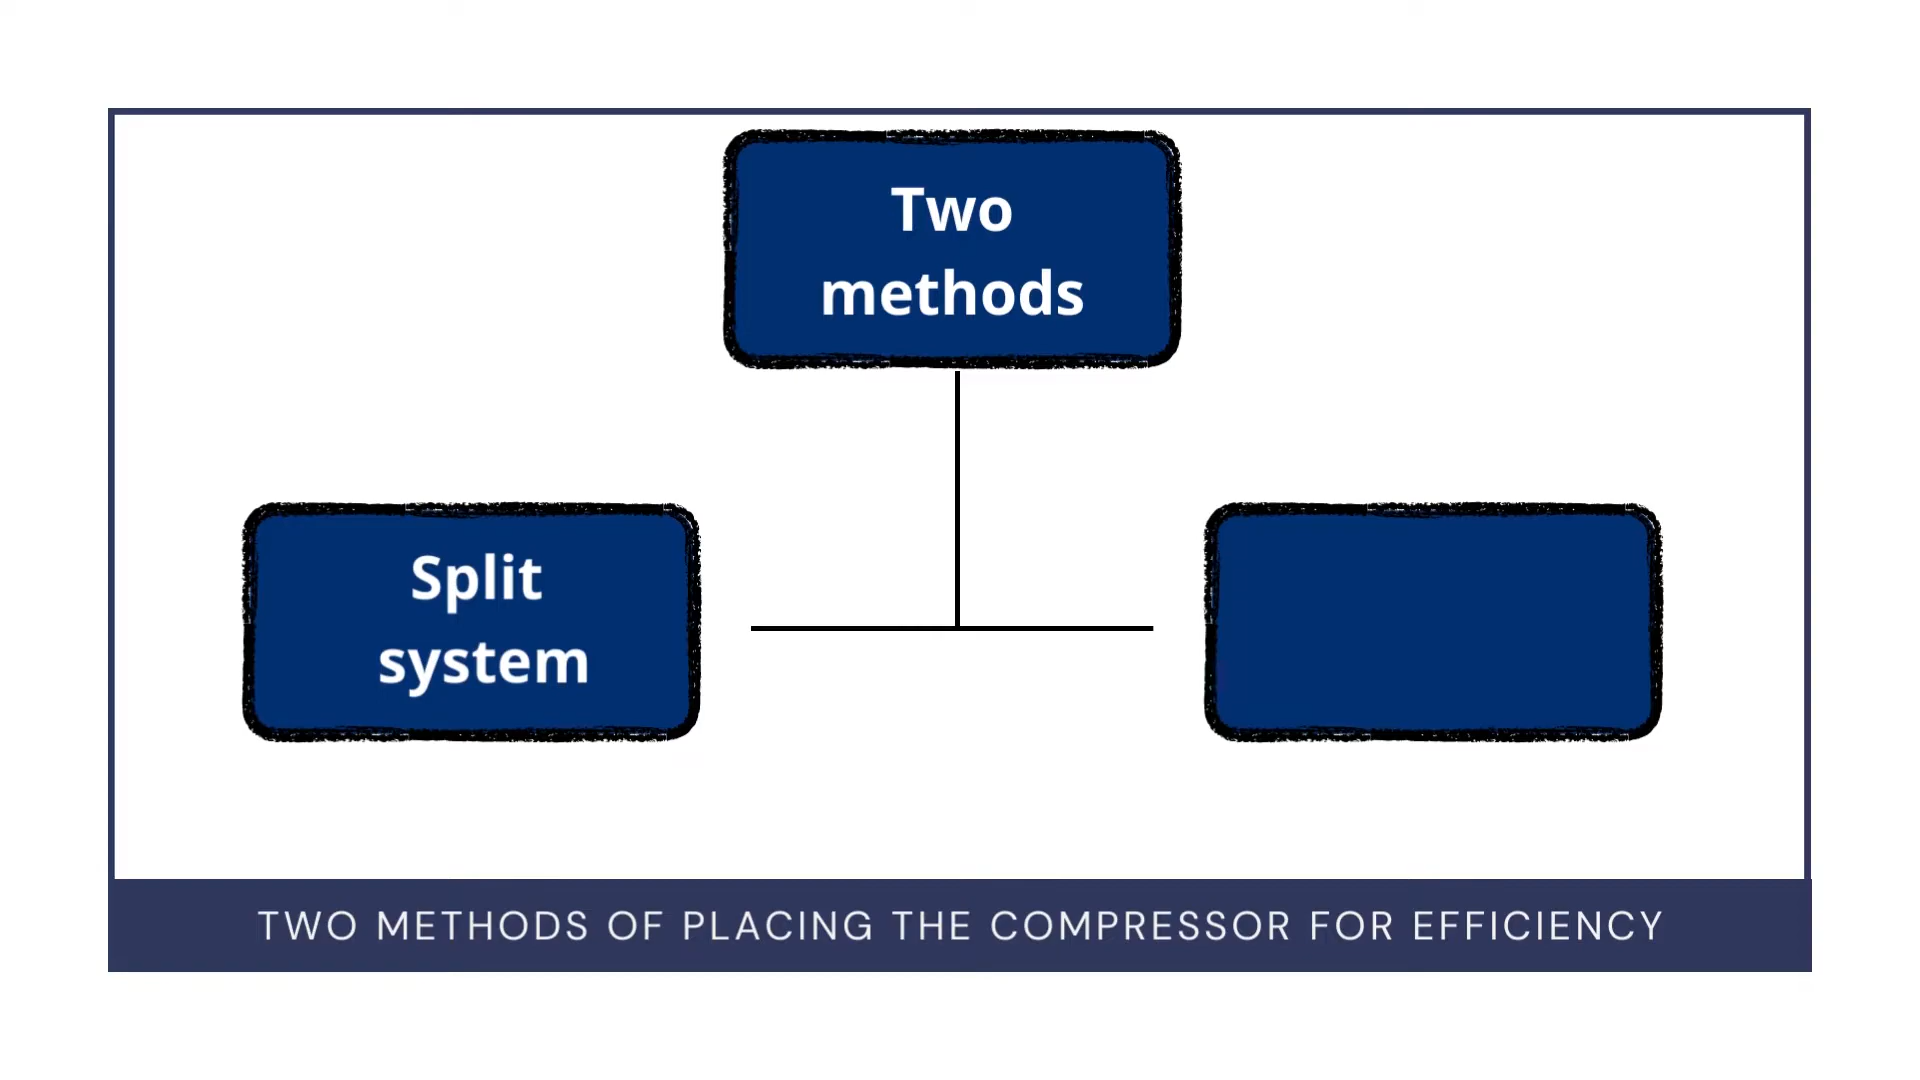 Two
methods
Split
system
TWO METHODS OF PLACING THE COMPRESSOR FOR EFFICIENCY